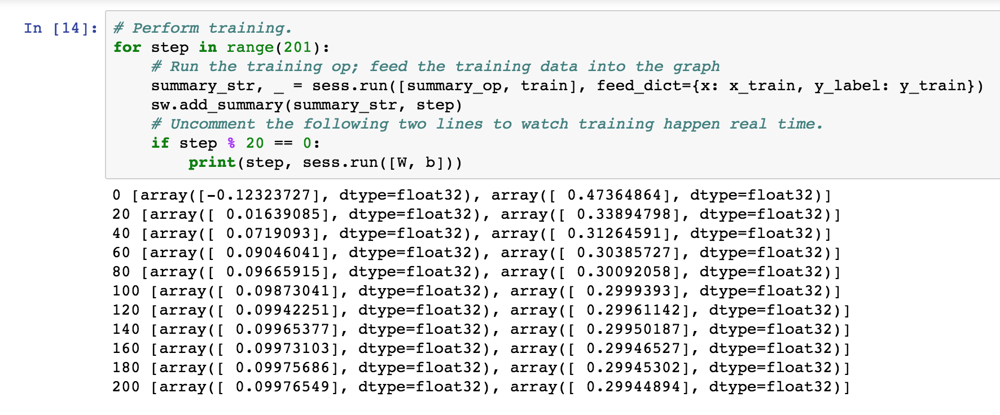 In [14]: # Perform training.
for step in range(201):
    # Run the training op; feed the training data into the graph
    summary_str, _ = sess.run([summary_op, train], feed_dict={x: x_train, y_label: y_train})
    sw.add_summary(summary_str, step)
    # Uncomment the following two lines to watch training happen real time.
    if step % 20 == 0:
        print(step, sess.run([W, b]))
0 [array([-0.12323727], dtype=float32), array([ 0.47364864], dtype=float32)]
20 [array([ 0.01639085], dtype=float32), array([ 0.33894798], dtype=float32)]
40 [array([ 0.0719093], dtype=float32), array([ 0.31264591], dtype=float32)]
60 [array([ 0.09046041], dtype=float32), array([ 0.30385727], dtype=float32)]
80 [array([ 0.09665915], dtype=float32), array([ 0.30092058], dtype=float32)]
100 [array([ 0.09873041], dtype=float32), array([ 0.2999393], dtype=float32)]
120 [array([ 0.09942251], dtype=float32), array([ 0.29961142], dtype=float32)]
140 [array([ 0.09965377], dtype=float32), array([ 0.29950187], dtype=float32)]
160 [array([ 0.09973103], dtype=float32), array([ 0.29946527], dtype=float32)]
180 [array([ 0.09975686], dtype=float32), array([ 0.29945302], dtype=float32)]
200 [array([ 0.09976549], dtype=float32), array([ 0.29944894], dtype=float32)]